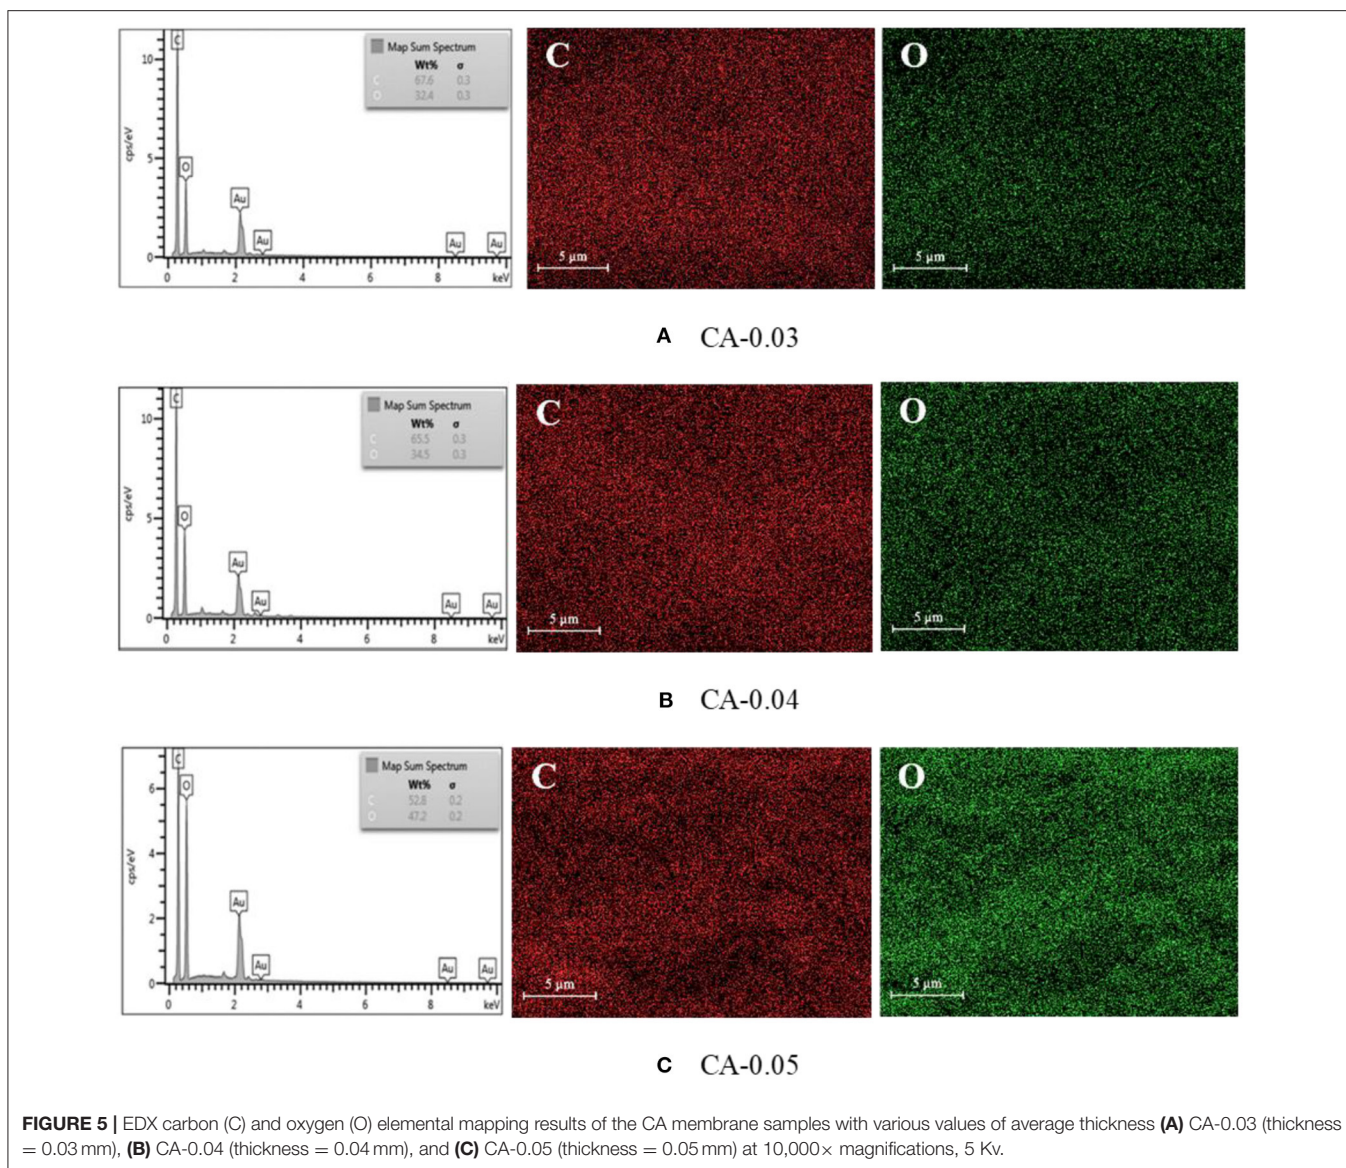 C
O
Au
Au
Au
Au
10
5
0
cps/eV
0
2
4
6
8
keV
Map Sum Spectrum
Wt% σ
C 67.6 0.3
O 32.4 0.3
C
5 µm
O
5 µm
A CA-0.03
C
O
Au
Au
Au
Au
10
5
0
cps/eV
0
2
4
6
8
keV
Map Sum Spectrum
Wt% σ
C 65.5 0.3
O 34.5 0.3
C
5 µm
O
5 µm
B CA-0.04
C
O
Au
Au
Au
Au
6
4
2
0
cps/eV
0
2
4
6
8
keV
Map Sum Spectrum
Wt% σ
C 52.8 0.2
O 47.2 0.2
C
5 µm
O
5 µm
C CA-0.05
FIGURE 5 | EDX carbon (C) and oxygen (O) elemental mapping results of the CA membrane samples with various values of average thickness (A) CA-0.03 (thickness
= 0.03 mm), (B) CA-0.04 (thickness = 0.04 mm), and (C) CA-0.05 (thickness = 0.05 mm) at 10,000× magnifications, 5 Kv.